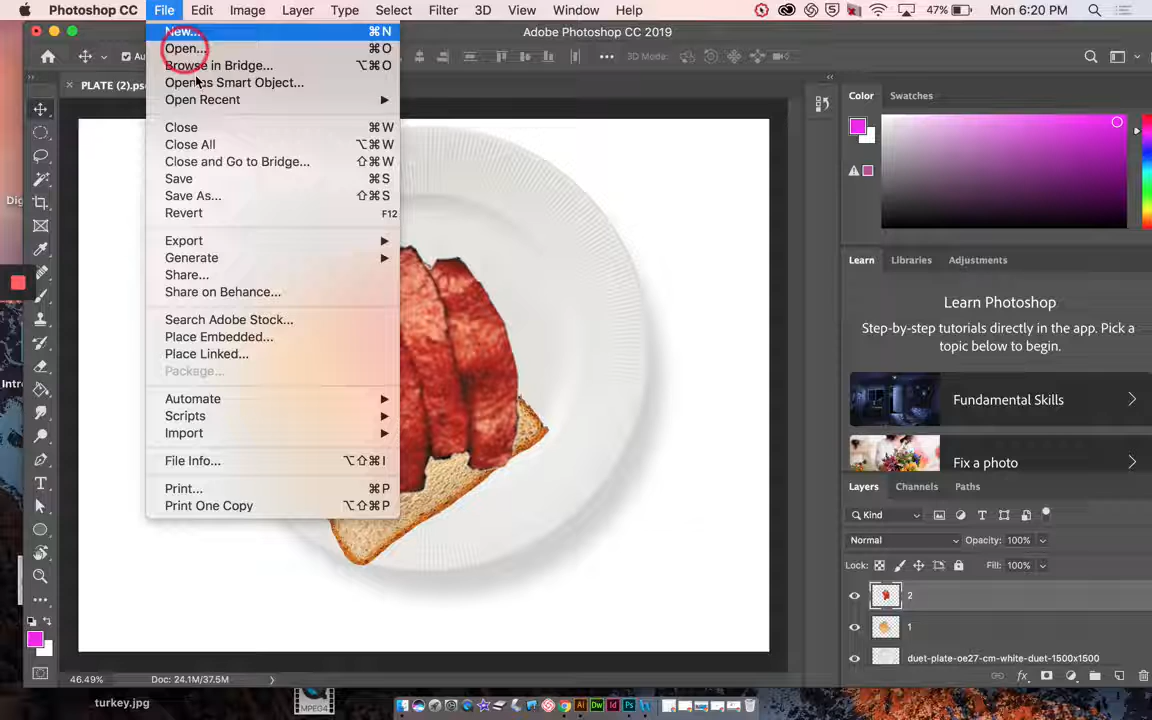 Photoshop CC File Edit Image Layer Type Select Filter 3D View Window Help 47% Mon 6:20 PM
Adobe Photoshop CC 2019
3D Mode:
PLATE (2).ps
New... ⌘N
Open... ⌘O
Browse in Bridge... ⌥⌘O
Open as Smart Object...
Open Recent
Close ⌘W
Close All ⌥⌘W
Close and Go to Bridge... ⇧⌘W
Save ⌘S
Save As... ⇧⌘S
Revert F12
Export
Generate
Share...
Share on Behance...
Search Adobe Stock...
Place Embedded...
Place Linked...
Package...
Automate
Scripts
Import
File Info... ⌥⇧⌘I
Print... ⌘P
Print One Copy ⌥⇧⌘P
Color Swatches
Learn Libraries Adjustments
Learn Photoshop
Step-by-step tutorials directly in the app. Pick a
topic below to begin.
Fundamental Skills
Fix a photo
Layers Channels Paths
Kind
Normal Opacity: 100%
Lock: Fill: 100%
2
1
duet-plate-oe27-cm-white-duet-1500x1500
46.49% Doc: 24.1M/37.5M
turkey.jpg
MPEG4